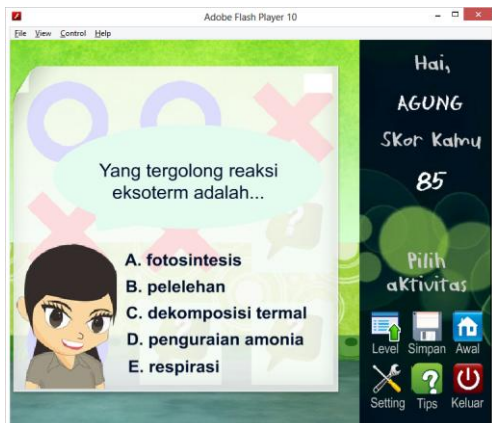 Adobe Flash Player 10
File View Control Help
Yang tergolong reaksi
eksoterm adalah...
A. fotosintesis
B. pelelehan
C. dekomposisi termal
D. penguraian amonia
E. respirasi
Hai,
AGUNG
Skor Kamu
85
Pilih
aktivitas
Level Simpan Awal
Setting Tips Keluar